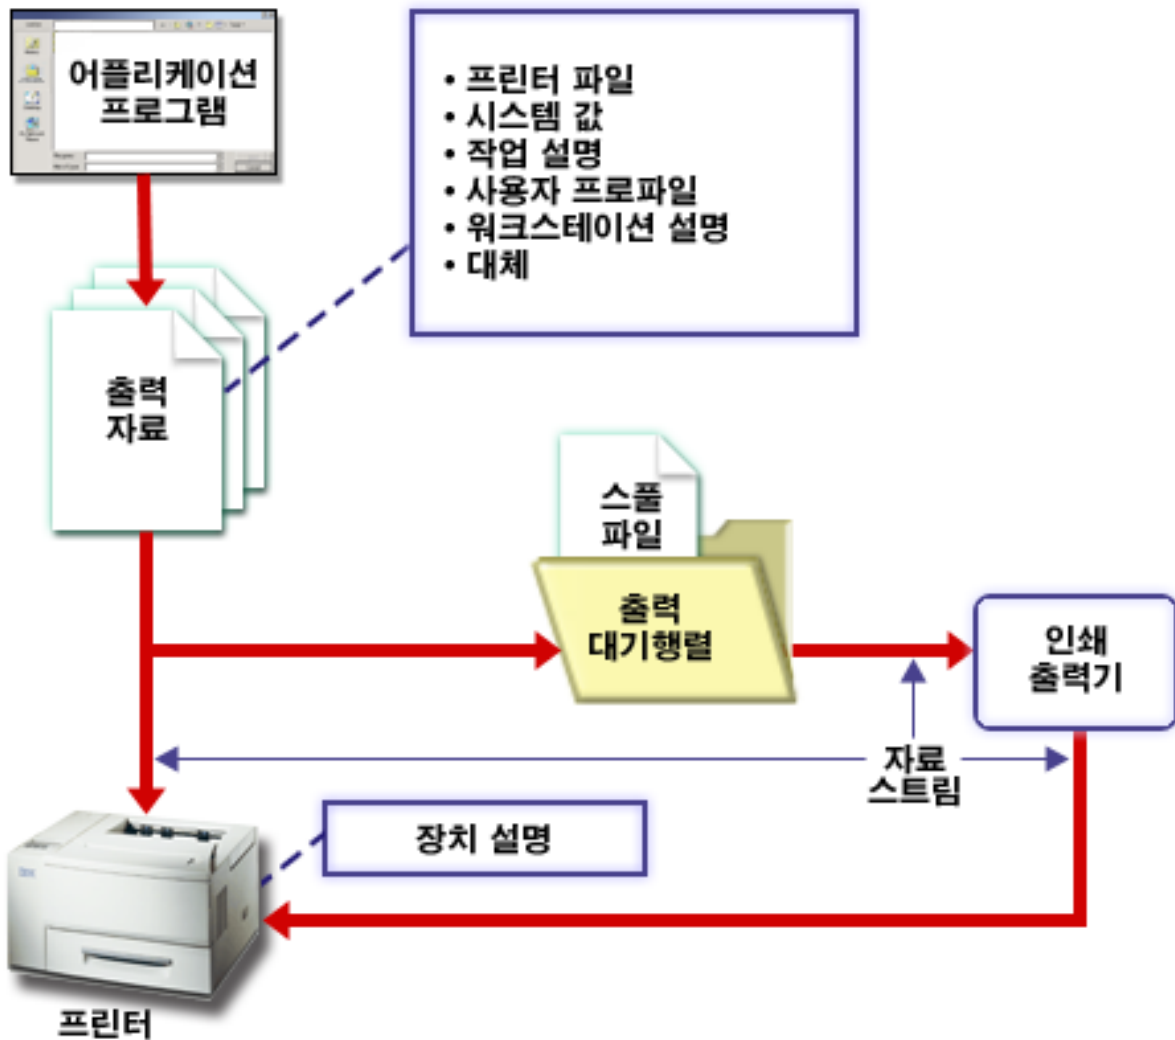 어플리케이션
프로그램
• 프린터 파일
• 시스템 값
• 작업 설명
• 사용자 프로파일
• 워크스테이션 설명
• 대체
출력
자료
스풀
파일
출력
대기행렬
인쇄
출력기
자료
스트림
장치 설명
프린터